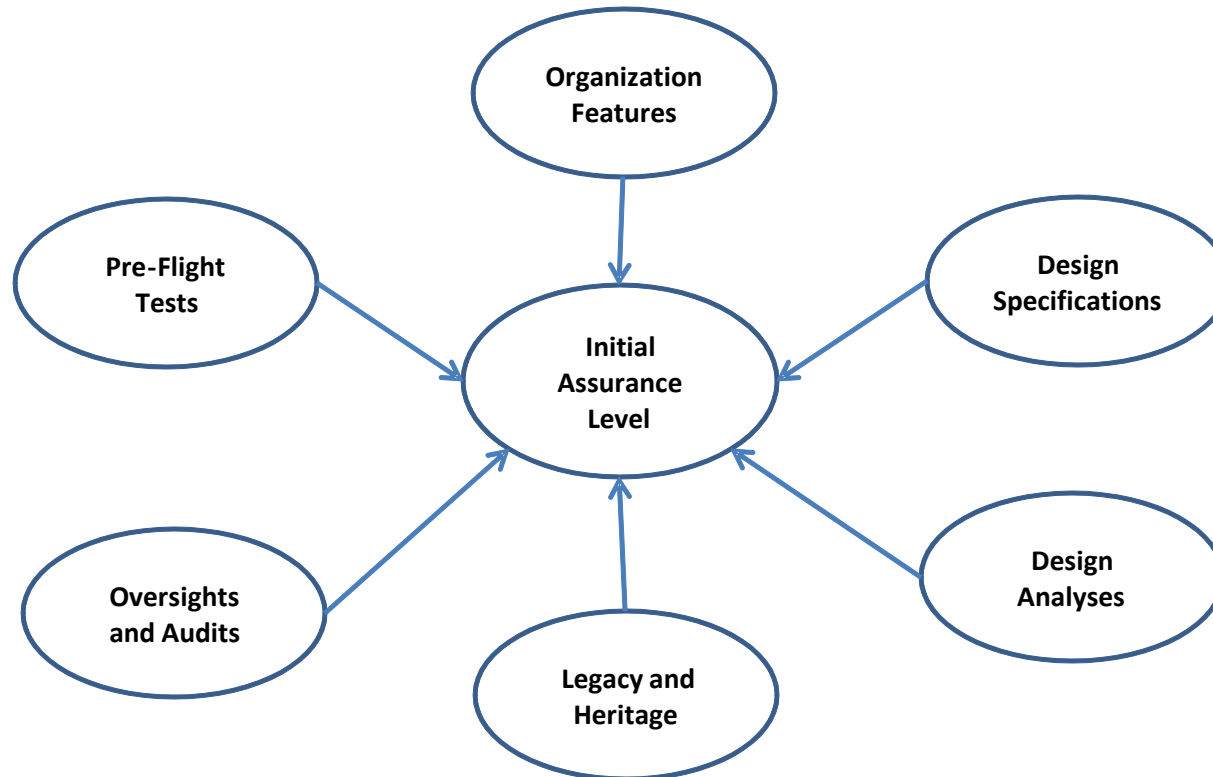 Organization
Features
Pre-Flight
Tests
Design
Specifications
Initial
Assurance
Level
Oversights
and Audits
Design
Analyses
Legacy and
Heritage